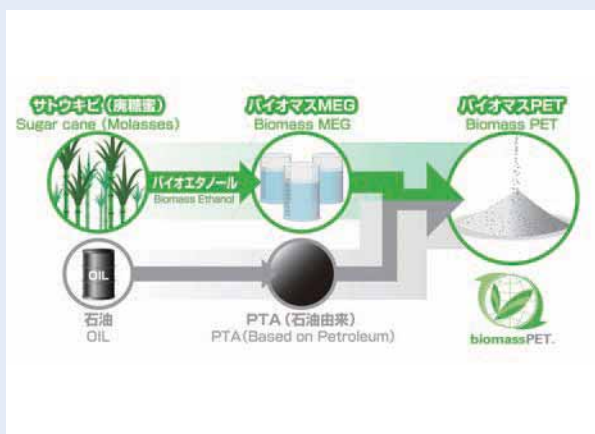 サトウキビ（廃糖蜜）
Sugar cane (Molasses)
バイオマスMEG
Biomass MEG
バイオマスPET
Biomass PET
バイオエタノール
Biomass Ethanol
OIL
石油
OIL
PTA（石油由来）
PTA(Based on Petroleum)
biomassPET.